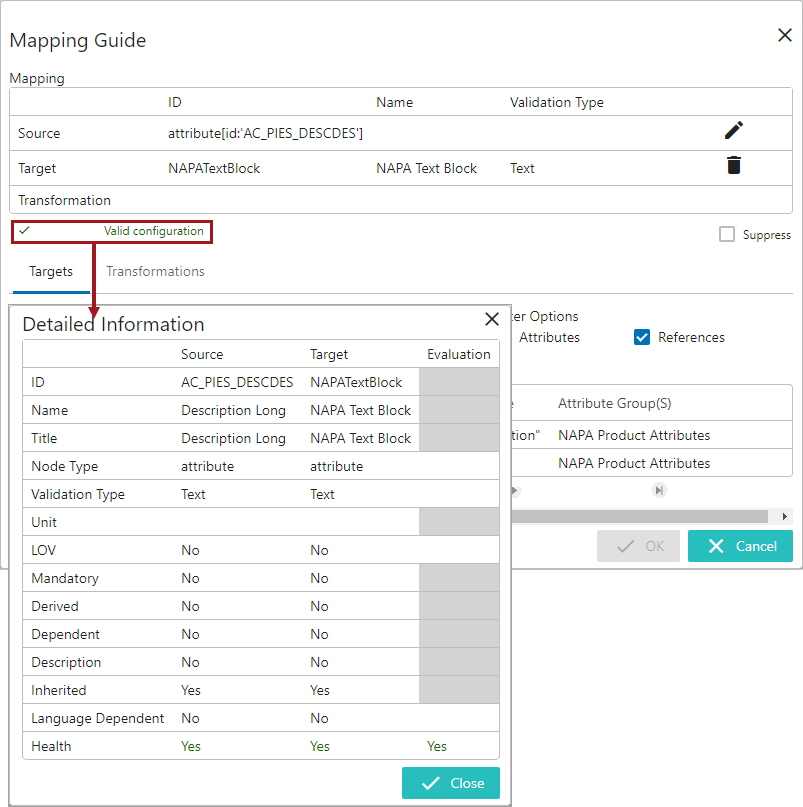 Mapping Guide
Mapping
ID Name Validation Type
Source attribute[id:'AC_PIES_DESCDES']
Target NAPATextBlock NAPA Text Block Text
Transformation
Valid configuration
Suppress
Targets Transformations
ter Options
Attributes References
Attribute Group(S)
tion" NAPA Product Attributes
NAPA Product Attributes
OK Cancel
Detailed Information
Source Target Evaluation
ID AC_PIES_DESCDES NAPATextBlock
Name Description Long NAPA Text Block
Title Description Long NAPA Text Block
Node Type attribute attribute
Validation Type Text Text
Unit
LOV No No
Mandatory No No
Derived No No
Dependent No No
Description No No
Inherited Yes Yes
Language Dependent No No
Health Yes Yes Yes
Close